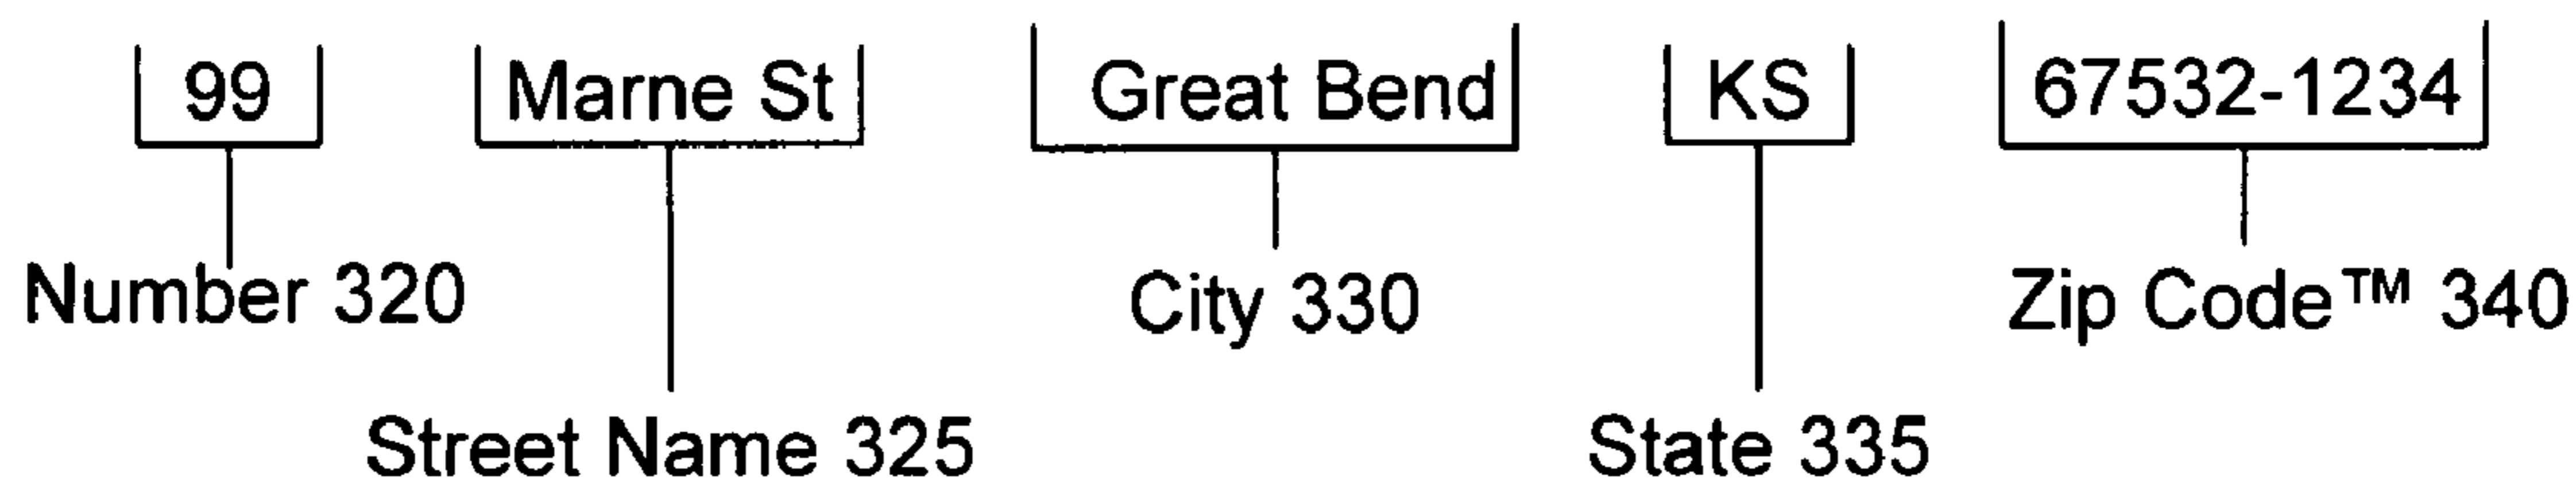 99 Marne St Great Bend KS 67532-1234
Number 320 City 330 Zip Code™ 340
Street Name 325 State 335